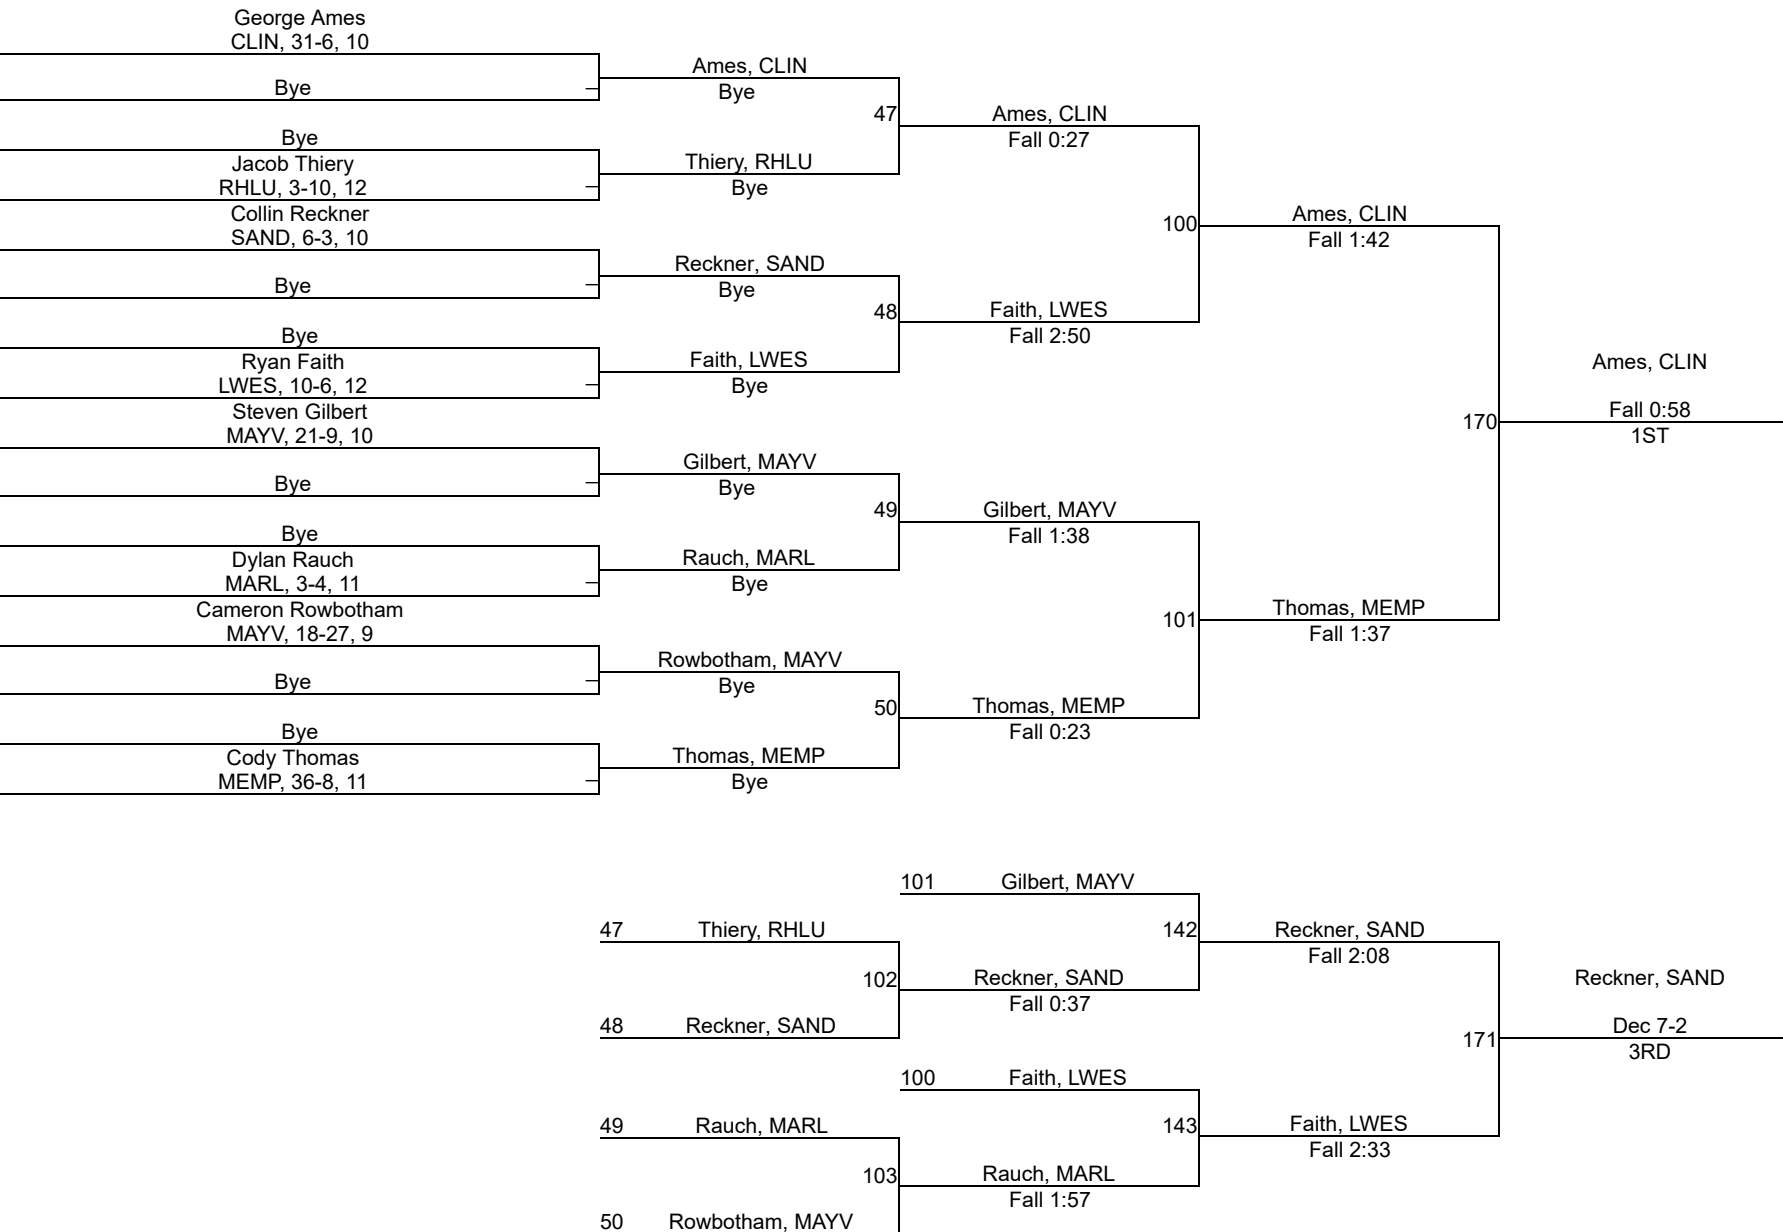 George Ames
CLIN, 31-6, 10
Bye
Bye
Jacob Thiery
RHLU, 3-10, 12
Collin Reckner
SAND, 6-3, 10
Bye
Bye
Ryan Faith
LWES, 10-6, 12
Steven Gilbert
MAYV, 21-9, 10
Bye
Bye
Dylan Rauch
MARL, 3-4, 11
Cameron Rowbotham
MAYV, 18-27, 9
Bye
Bye
Cody Thomas
MEMP, 36-8, 11
Ames, CLIN
Bye
47
Thiery, RHLU
Bye
Reckner, SAND
Bye
48
Faith, LWES
Bye
Gilbert, MAYV
Bye
49
Rauch, MARL
Bye
Rowbotham, MAYV
Bye
50
Thomas, MEMP
Bye
Ames, CLIN
Fall 0:27
100
Faith, LWES
Fall 2:50
Gilbert, MAYV
Fall 1:38
101
Thomas, MEMP
Fall 0:23
Ames, CLIN
Fall 1:42
170
Thomas, MEMP
Fall 1:37
Ames, CLIN
Fall 0:58
1ST
47 Thiery, RHLU
102
48 Reckner, SAND
49 Rauch, MARL
103
50 Rowbotham, MAYV
101 Gilbert, MAYV
142
Reckner, SAND
Fall 0:37
100 Faith, LWES
143
Rauch, MARL
Fall 1:57
Reckner, SAND
Fall 2:08
171
Faith, LWES
Fall 2:33
Reckner, SAND
Dec 7-2
3RD